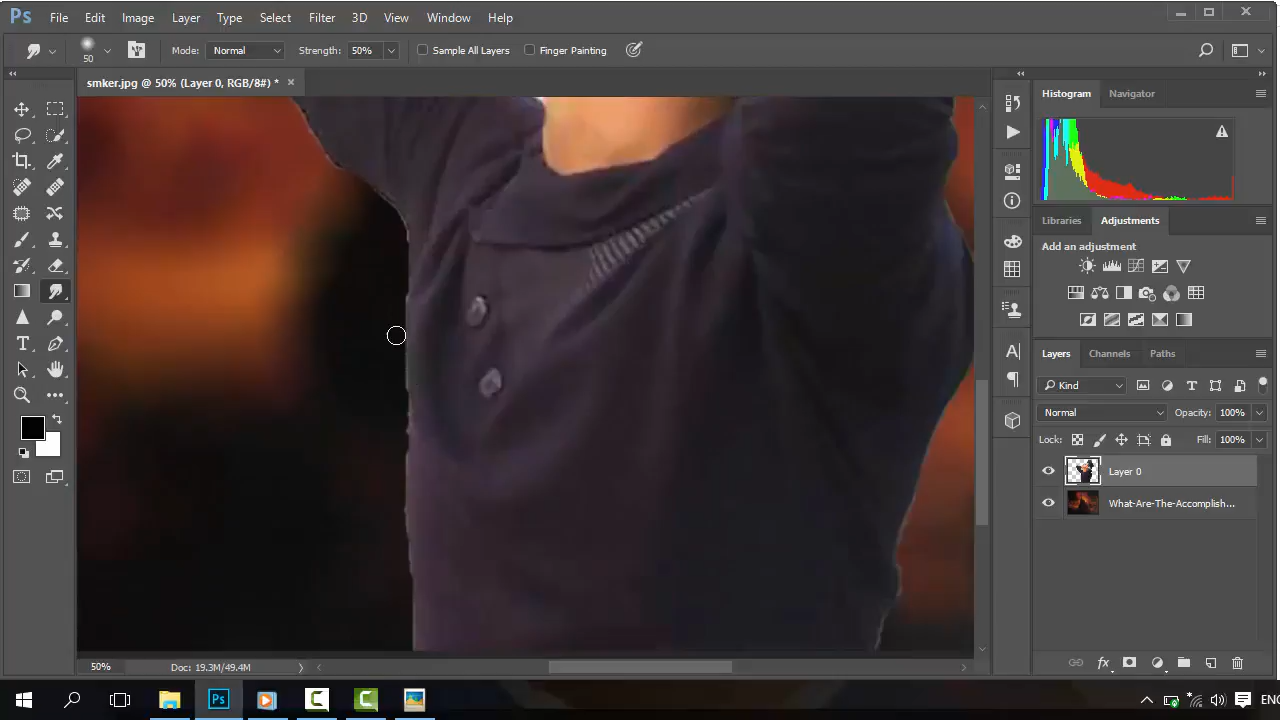 Ps File Edit Image Layer Type Select Filter 3D View Window Help
50 Mode: Normal Strength: 50% Sample All Layers Finger Painting
smker.jpg @ 50% (Layer 0, RGB/8#) * ×
Histogram Navigator
Libraries Adjustments
Add an adjustment
Layers Channels Paths
Kind
Normal Opacity: 100%
Lock: Fill: 100%
Layer 0
What-Are-The-Accomplish...
50% Doc: 19.3M/49.4M
Ps ENG